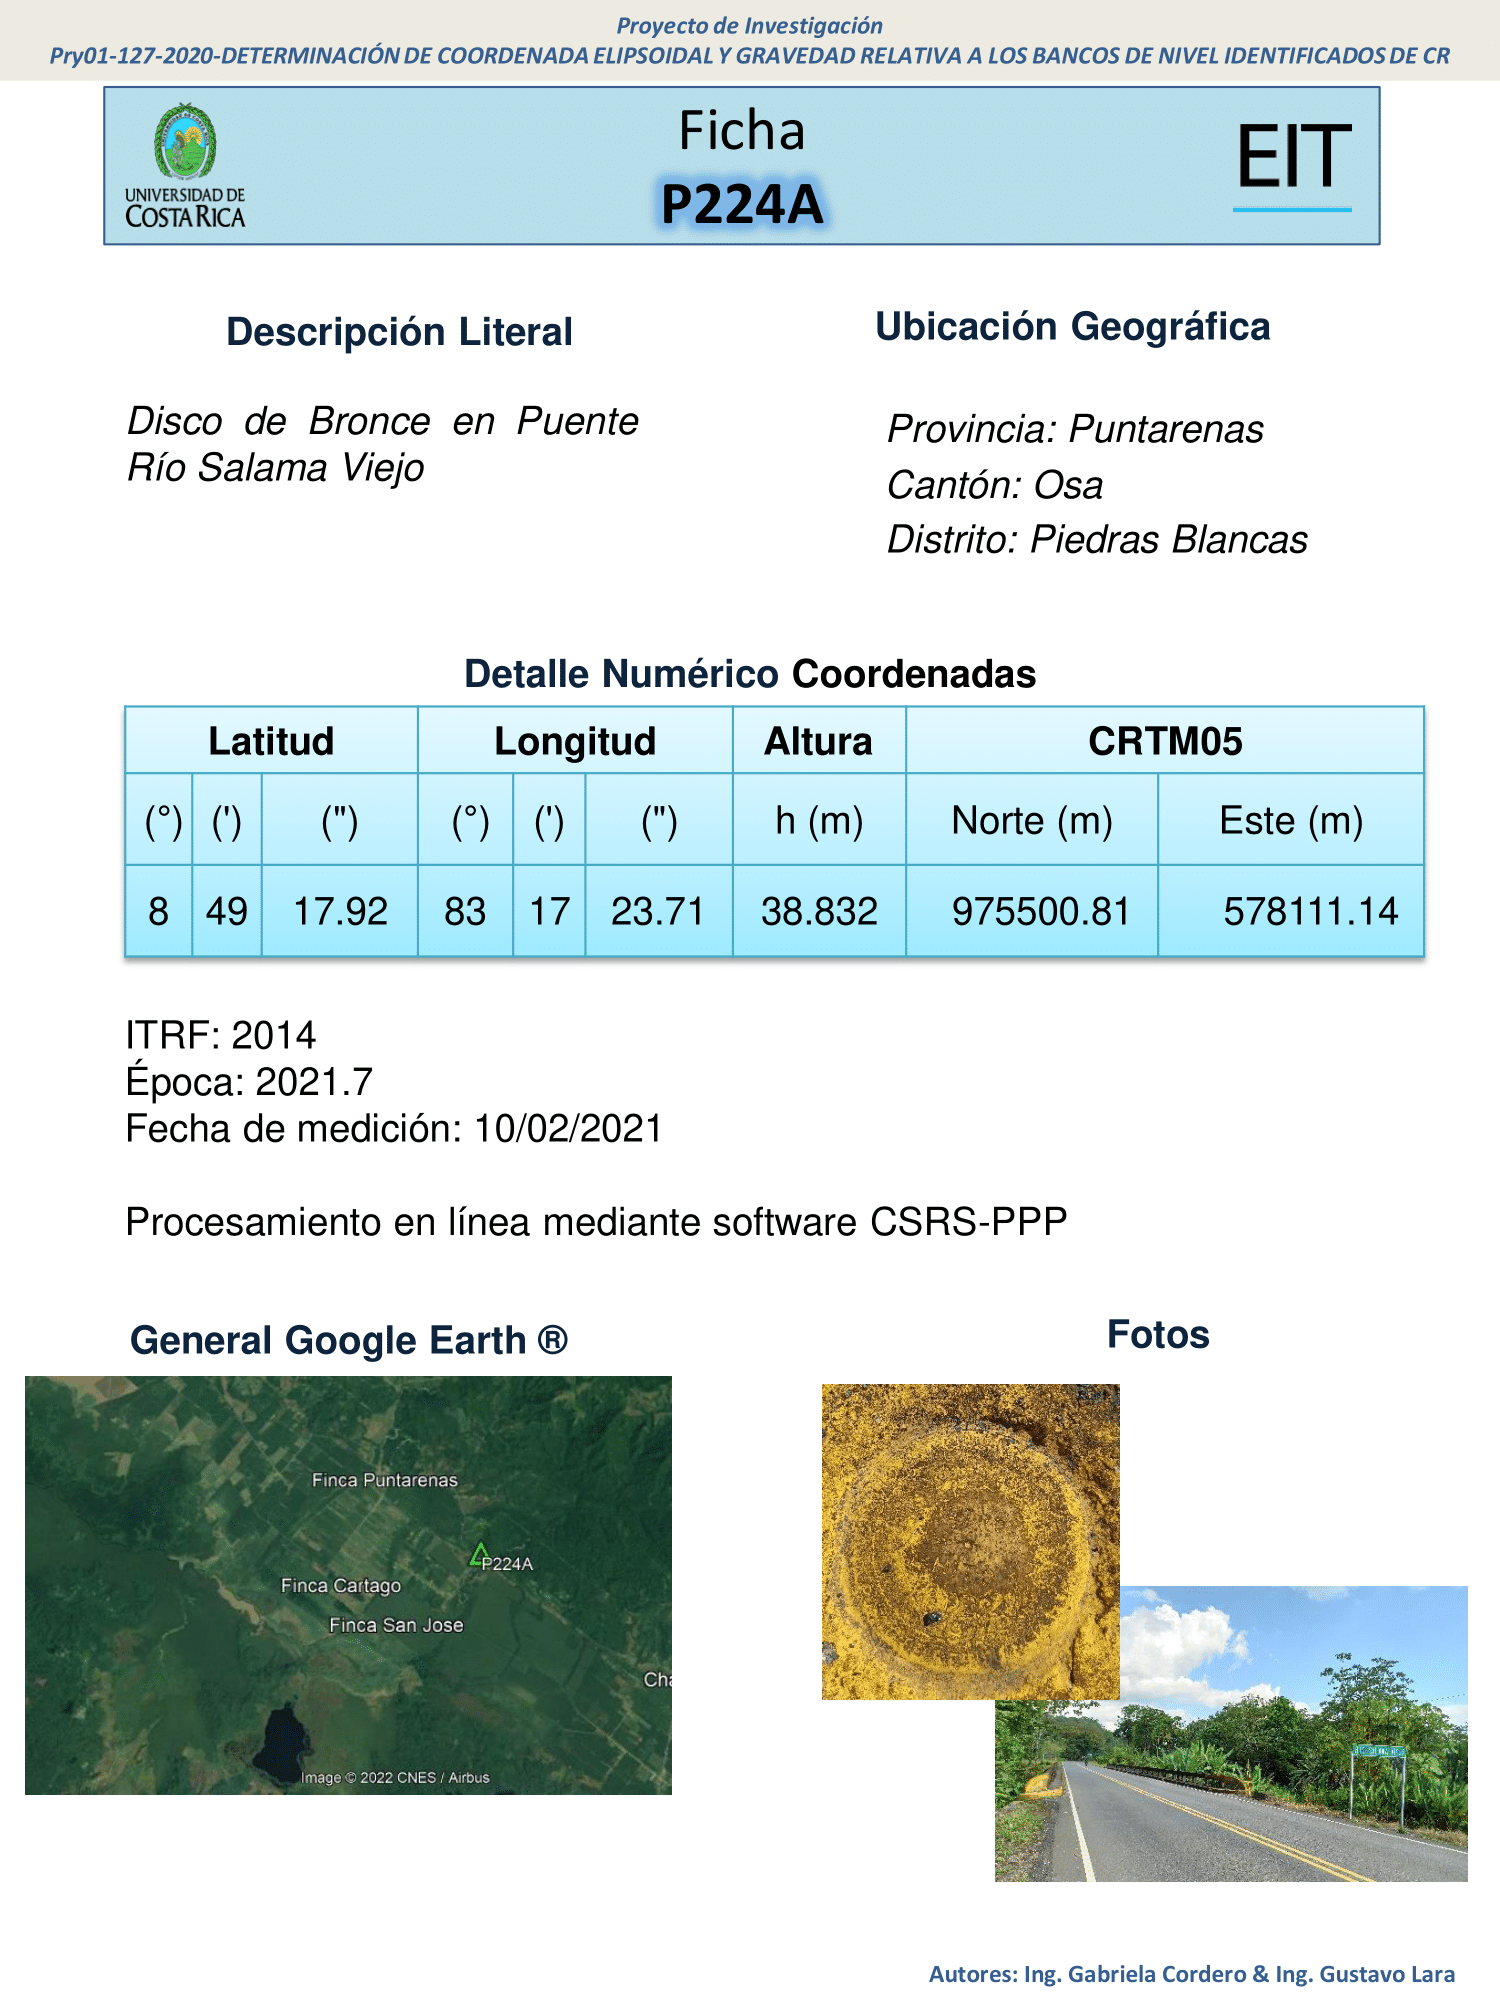 Proyecto de Investigación
Pry01-127-2020-DETERMINACIÓN DE COORDENADA ELIPSOIDAL Y GRAVEDAD RELATIVA A LOS BANCOS DE NIVEL IDENTIFICADOS DE CR
UNIVERSIDAD DE
COSTA RICA
Ficha
P224A
EIT
Descripción Literal
Disco de Bronce en Puente
Río Salama Viejo
Ubicación Geográfica
Provincia: Puntarenas
Cantón: Osa
Distrito: Piedras Blancas
Detalle Numérico Coordenadas
Latitud Longitud Altura CRTM05
(°) (') (") (°) (') (") h (m) Norte (m) Este (m)
8 49 17.92 83 17 23.71 38.832 975500.81 578111.14
ITRF: 2014
Época: 2021.7
Fecha de medición: 10/02/2021
Procesamiento en línea mediante software CSRS-PPP
General Google Earth ®
Finca Puntarenas
P224A
Finca Cartago
Finca San Jose
Cha
Image © 2022 CNES / Airbus
Fotos
Autores: Ing. Gabriela Cordero & Ing. Gustavo Lara